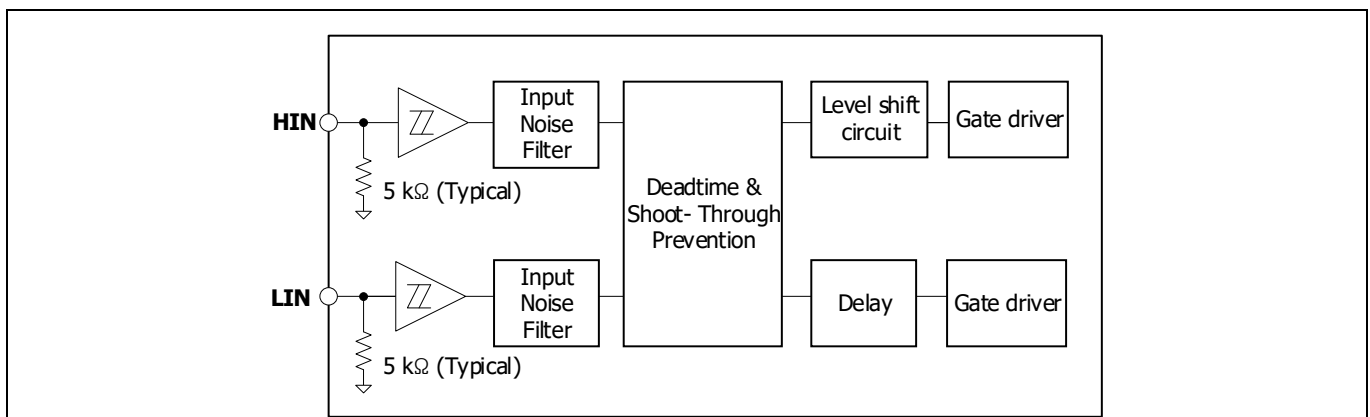 HIN
Input
Noise
Filter
5 kΩ (Typical)
Deadtime &
Shoot- Through
Prevention
Level shift
circuit
Gate driver
LIN
Input
Noise
Filter
5 kΩ (Typical)
Delay
Gate driver